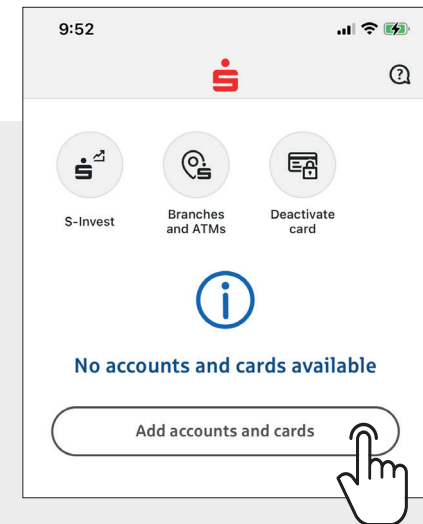 9:52
S-Invest
Branches
and ATMs
Deactivate
card
No accounts and cards available
Add accounts and cards